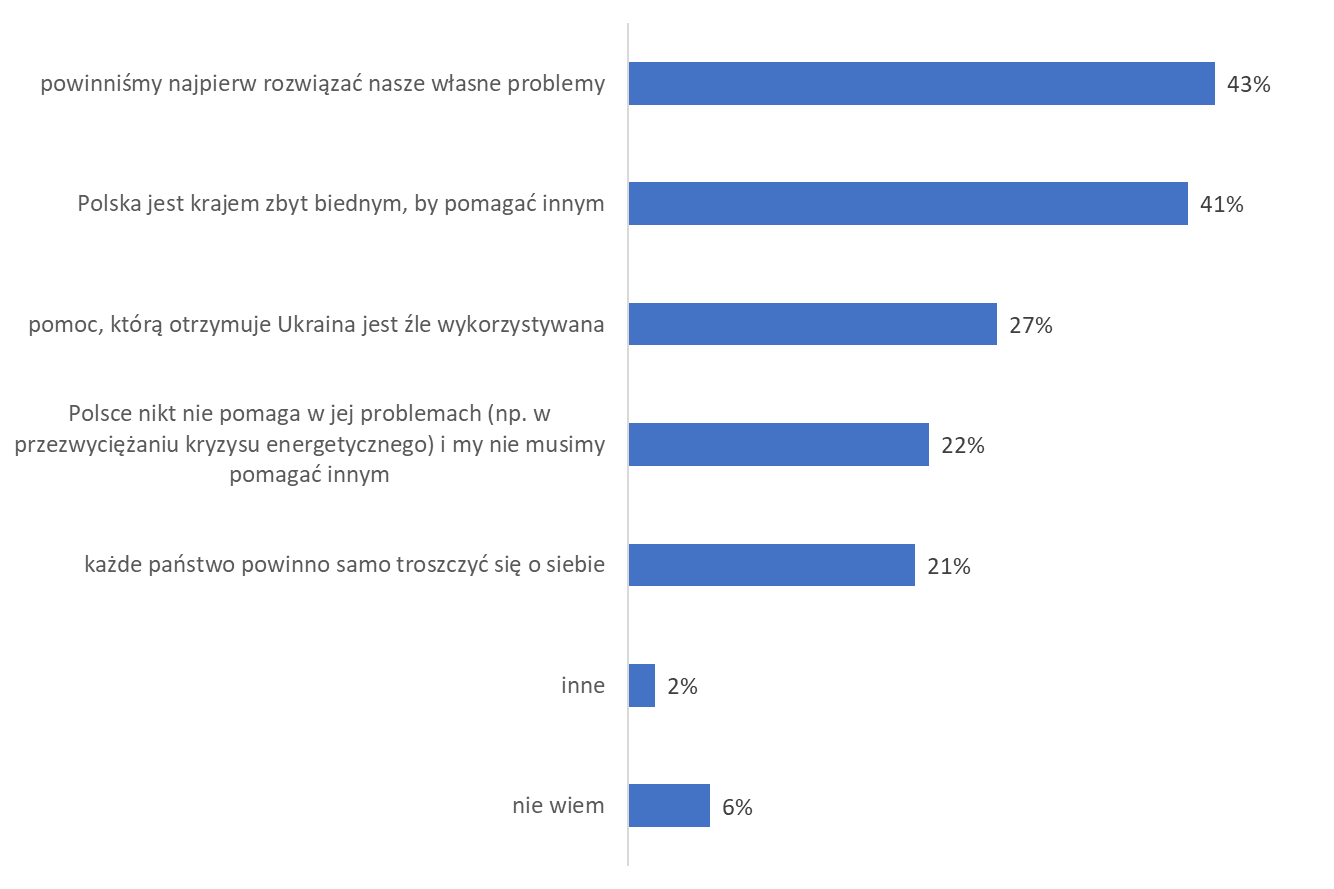 powinniśmy najpierw rozwiązać nasze własne problemy
43%
Polska jest krajem zbyt biednym, by pomagać innym
41%
pomoc, którą otrzymuje Ukraina jest źle wykorzystywana
27%
Polsce nikt nie pomaga w jej problemach (np. w
przezwyciężaniu kryzysu energetycznego) i my nie musimy
pomagać innym
22%
każde państwo powinno samo troszczyć się o siebie
21%
inne
2%
nie wiem
6%